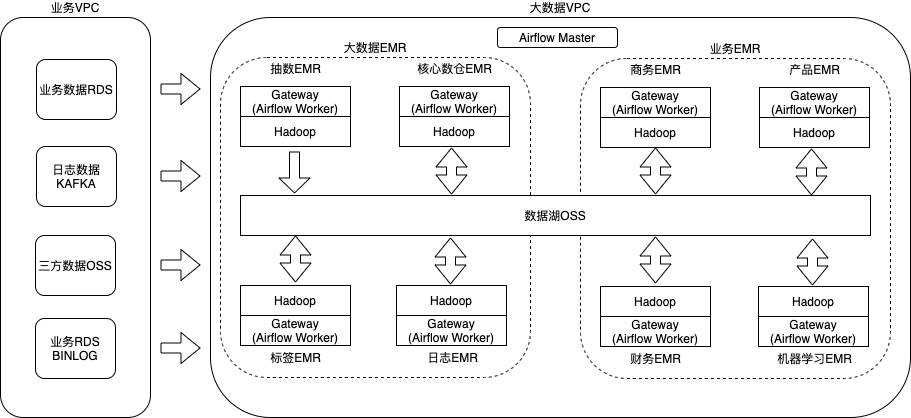 业务VPC
业务数据RDS
日志数据
KAFKA
三方数据OSS
业务RDS
BINLOG
大数据VPC
Airflow Master
大数据EMR
抽数EMR
Gateway
(Airflow Worker)
Hadoop
核心数仓EMR
Gateway
(Airflow Worker)
Hadoop
业务EMR
商务EMR
Gateway
(Airflow Worker)
Hadoop
产品EMR
Gateway
(Airflow Worker)
Hadoop
数据湖OSS
Hadoop
Gateway
(Airflow Worker)
标签EMR
Hadoop
Gateway
(Airflow Worker)
日志EMR
Hadoop
Gateway
(Airflow Worker)
财务EMR
Hadoop
Gateway
(Airflow Worker)
机器学习EMR